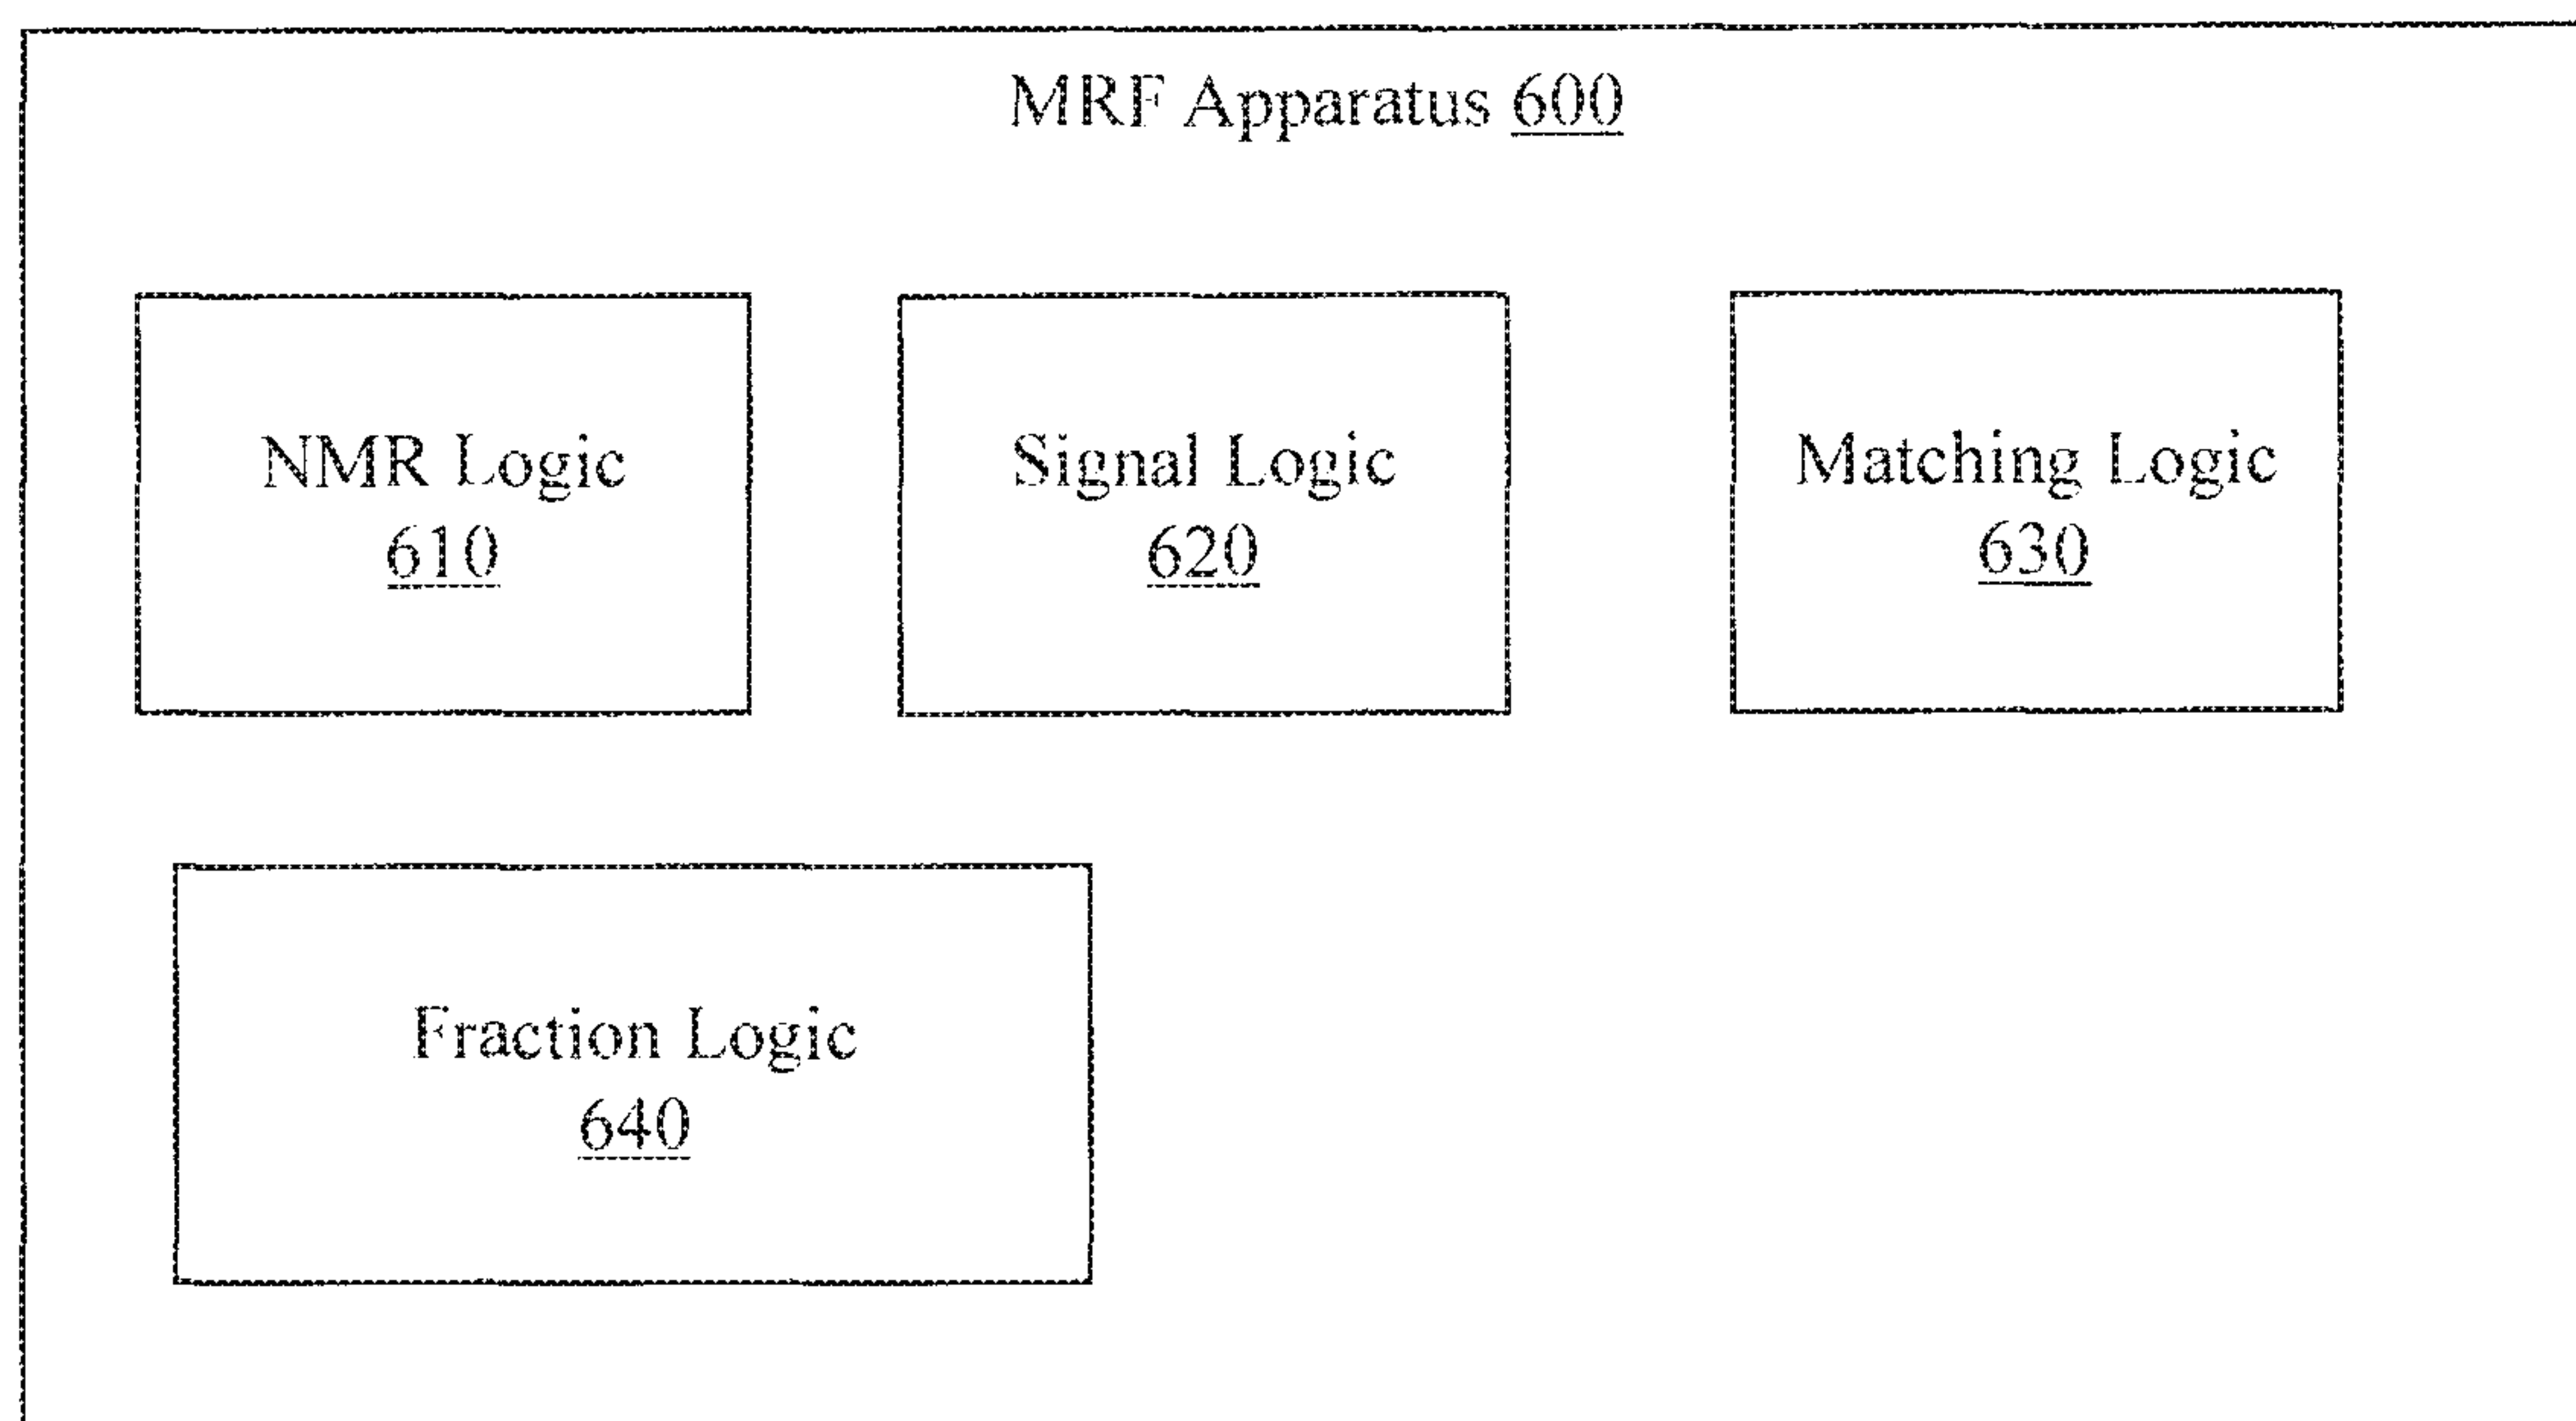 MRF Apparatus 600
NMR Logic
610
Signal Logic
620
Matching Logic
630
Fraction Logic
640